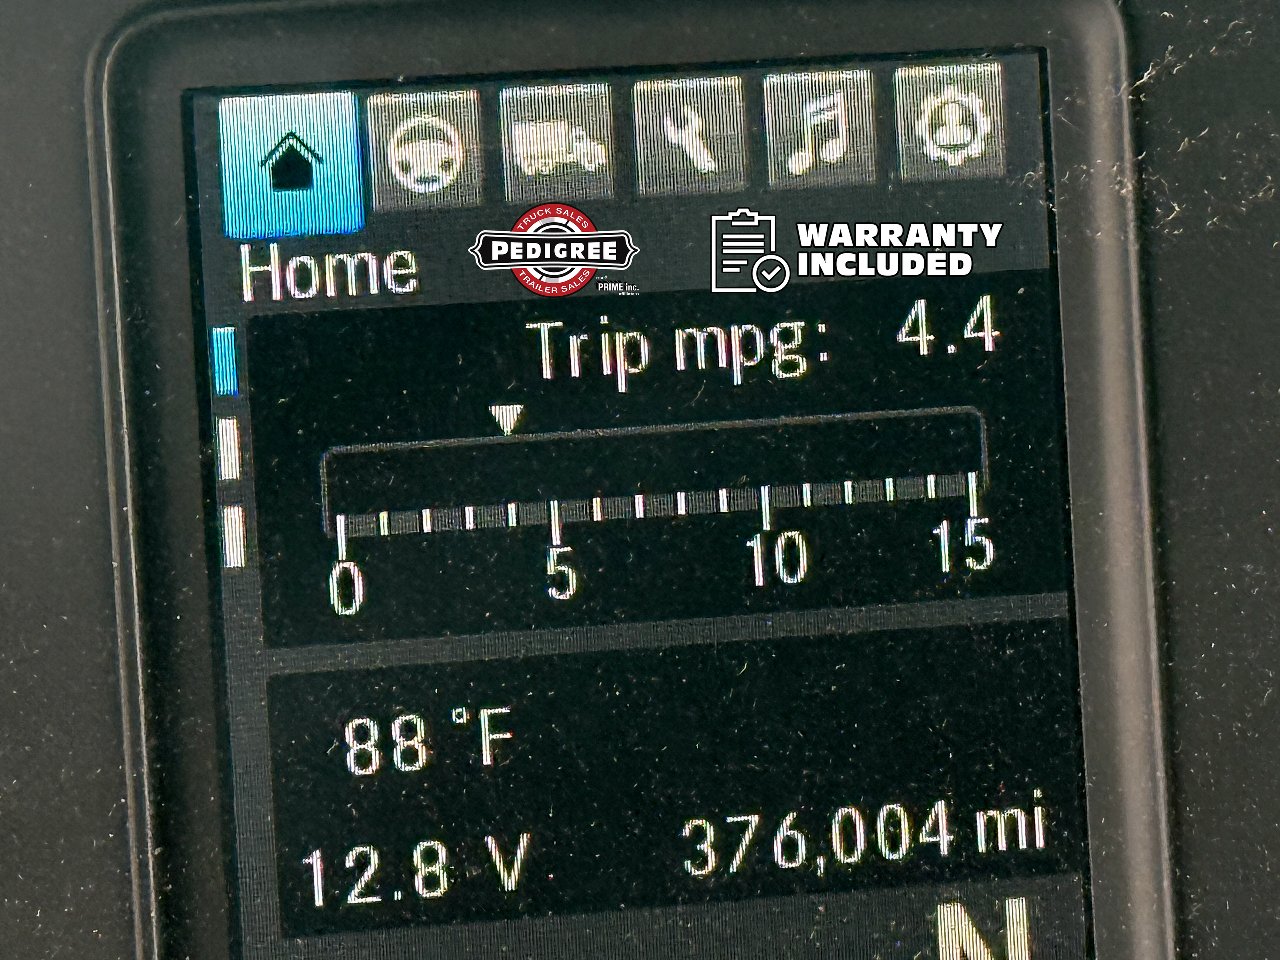 Home
TRUCK SALES
PEDIGREE
TRAILER SALES
PRIME inc.
WARRANTY
INCLUDED
Trip mpg: 4.4
0 5 10 15
88 °F
12.8 V 376,004 mi
N